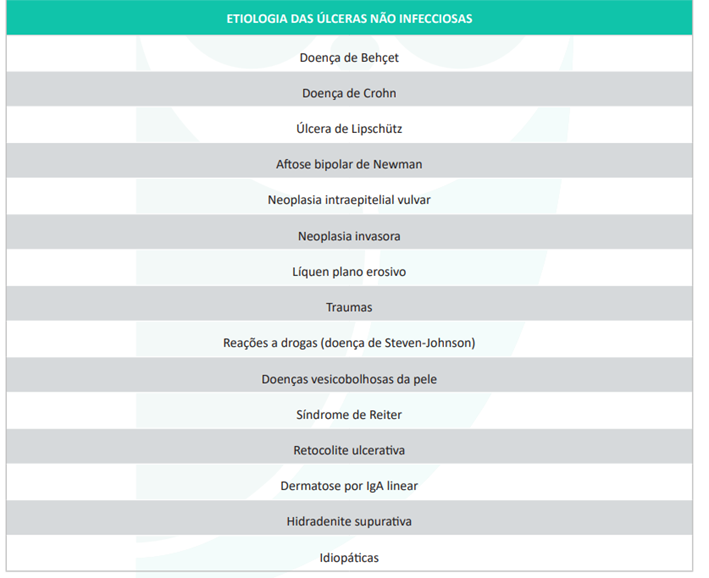 ETIOLOGIA DAS ÚLCERAS NÃO INFECCIOSAS
Doença de Behçet
Doença de Crohn
Úlcera de Lipschütz
Aftose bipolar de Newman
Neoplasia intraepitelial vulvar
Neoplasia invasora
Líquen plano erosivo
Traumas
Reações a drogas (doença de Steven-Johnson)
Doenças vesicobolhosas da pele
Síndrome de Reiter
Retocolite ulcerativa
Dermatose por IgA linear
Hidradenite supurativa
Idiopáticas